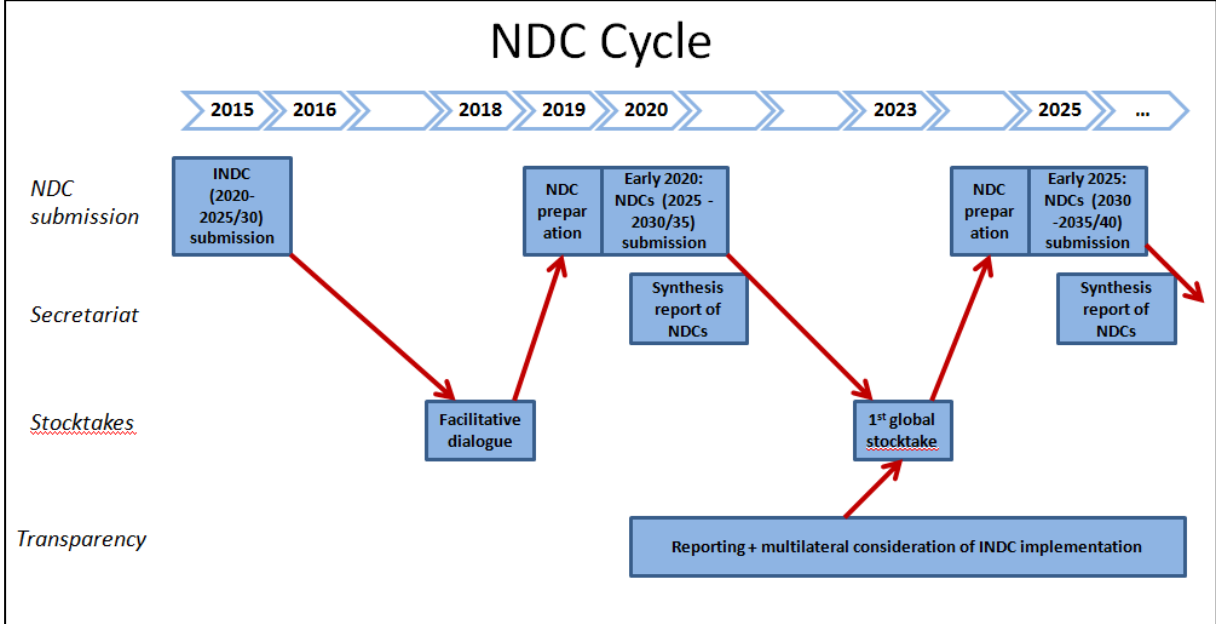 NDC Cycle
2015 2016 2018 2019 2020 2023 2025 ...
NDC
submission
INDC
(2020-
2025/30)
submission
NDC
prepar
ation
Early 2020:
NDCs (2025 -
2030/35)
submission
NDC
prepar
ation
Early 2025:
NDCs (2030
-2035/40)
submission
Secretariat
Synthesis
report of
NDCs
Synthesis
report of
NDCs
Stocktakes
Facilitative
dialogue
1st global
stocktake
Transparency
Reporting + multilateral consideration of INDC implementation